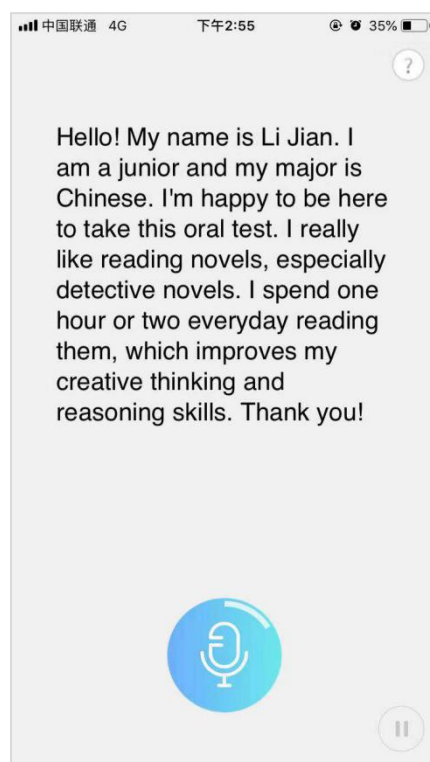 中国联通 4G 下午2:55 35%
?
Hello! My name is Li Jian. I
am a junior and my major is
Chinese. I'm happy to be here
to take this oral test. I really
like reading novels, especially
detective novels. I spend one
hour or two everyday reading
them, which improves my
creative thinking and
reasoning skills. Thank you!